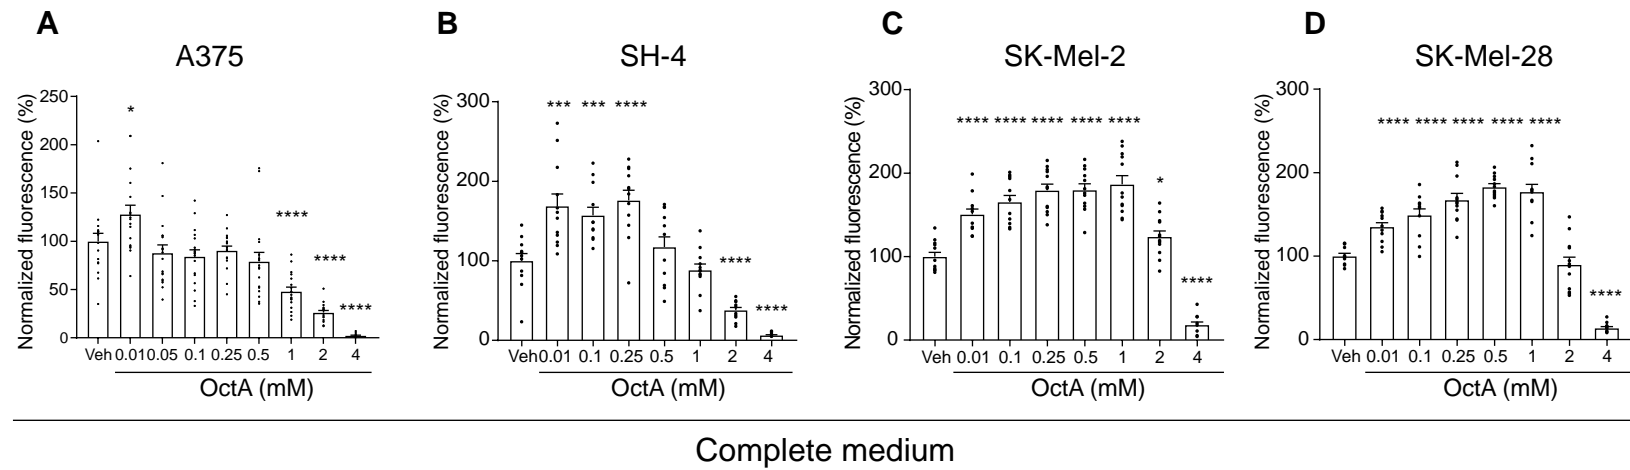 A
A375
Normalized fluorescence (%)
250
200
150
100
50
0
*
****
****
****
Veh 0.01 0.05 0.1 0.25 0.5 1 2 4
OctA (mM)
B
SH-4
Normalized fluorescence (%)
300
200
100
0
*** *** ****
****
****
Veh 0.01 0.1 0.25 0.5 1 2 4
OctA (mM)
C
SK-Mel-2
Normalized fluorescence (%)
300
200
100
0
**** **** **** **** ****
*
****
Veh 0.01 0.1 0.25 0.5 1 2 4
OctA (mM)
D
SK-Mel-28
Normalized fluorescence (%)
300
200
100
0
**** **** **** **** ****
****
Veh 0.01 0.1 0.25 0.5 1 2 4
OctA (mM)
Complete medium